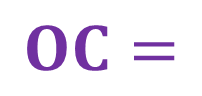 OC =